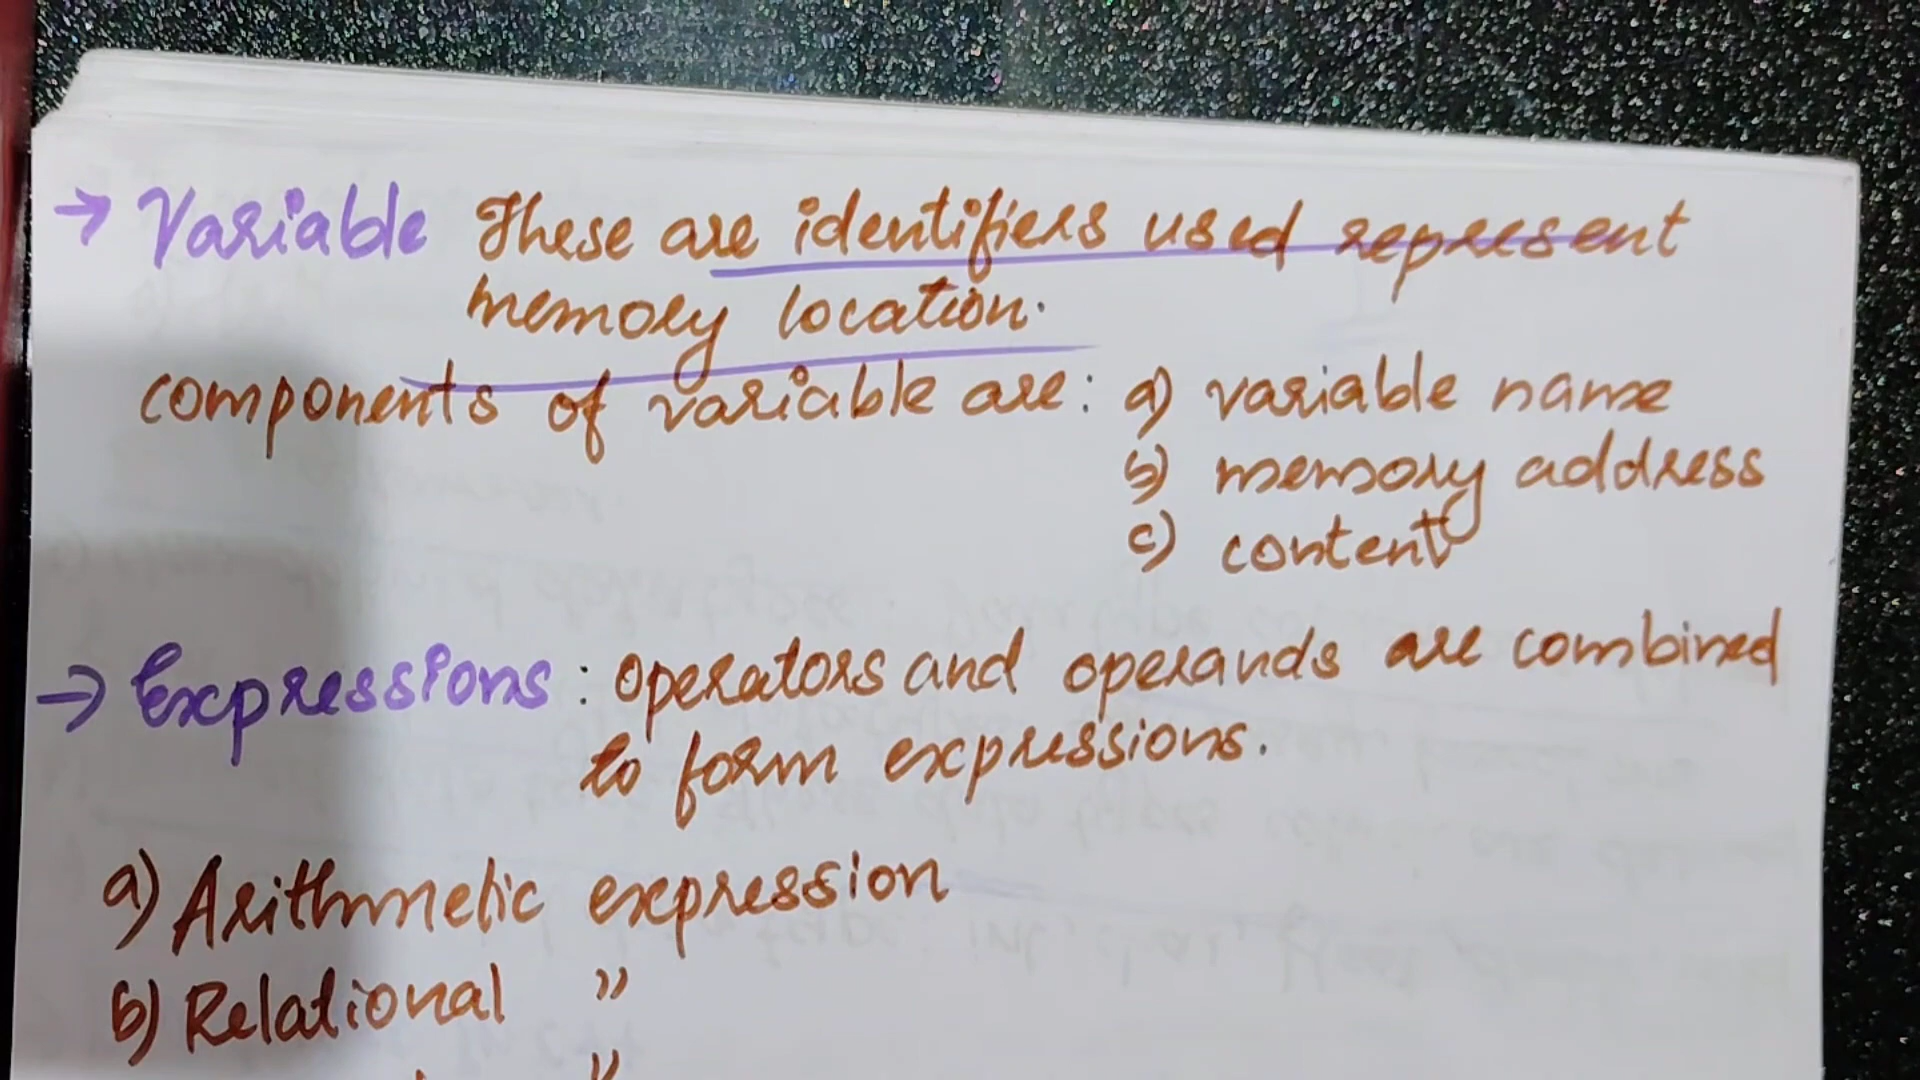 → Variable These are identifiers used represent
memory location.
components of variable are: a) variable name
b) memory address
c) content
→ Expressions: operators and operands are combined
to form expressions.
a) Arithmetic expression
b) Relational "
"